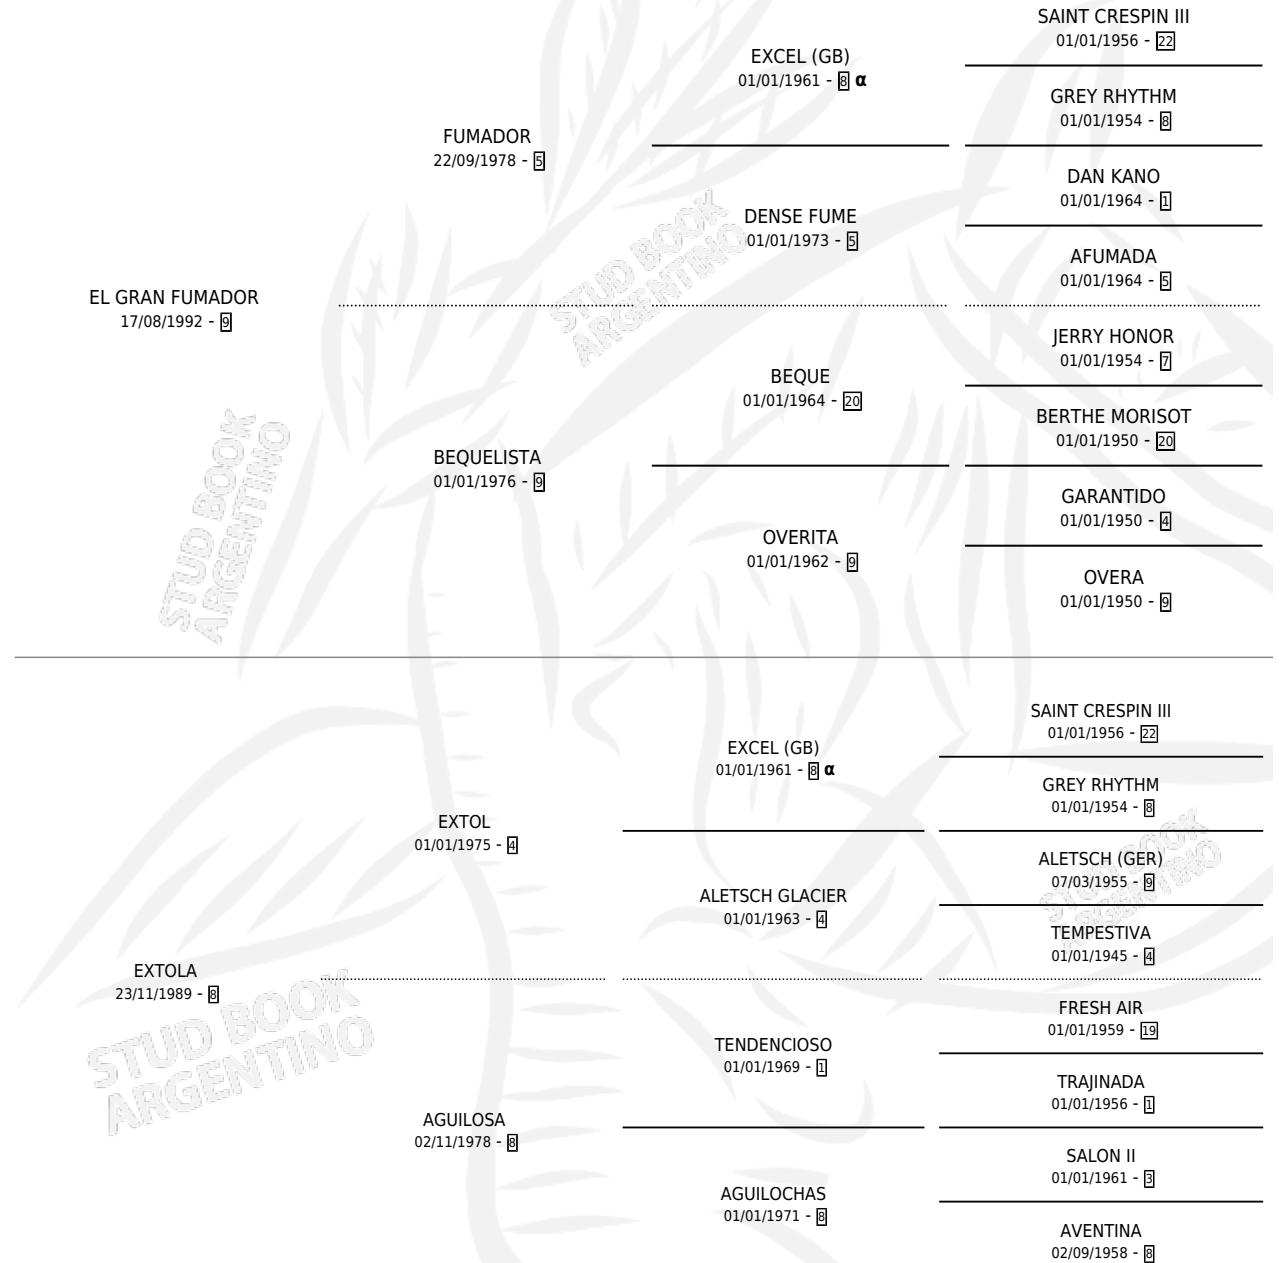 SAINT CRESPIN III
01/01/1956 - 22
EXCEL (GB)
01/01/1961 - 8 α
GREY RHYTHM
01/01/1954 - 8
FUMADOR
22/09/1978 - 5
DAN KANO
01/01/1964 - 1
DENSE FUME
01/01/1973 - 5
AFUMADA
01/01/1964 - 5
EL GRAN FUMADOR
17/08/1992 - 9
JERRY HONOR
01/01/1954 - 7
BEQUE
01/01/1964 - 20
BERTHE MORISOT
01/01/1950 - 20
BEQUELISTA
01/01/1976 - 9
GARANTIDO
01/01/1950 - 4
OVERITA
01/01/1962 - 9
OVERA
01/01/1950 - 9
STUD BOOK
ARGENTINO
STUD BOOK
ARGENTINO
SAINT CRESPIN III
01/01/1956 - 22
EXCEL (GB)
01/01/1961 - 8 α
GREY RHYTHM
01/01/1954 - 8
EXTOL
01/01/1975 - 4
ALETSCH (GER)
07/03/1955 - 9
ALETSCH GLACIER
01/01/1963 - 4
TEMPESTIVA
01/01/1945 - 4
EXTOLA
23/11/1989 - 8
FRESH AIR
01/01/1959 - 19
TENDENCIOSO
01/01/1969 - 1
TRAJINADA
01/01/1956 - 1
AGUILOSA
02/11/1978 - 8
SALON II
01/01/1961 - 3
AGUILOCHAS
01/01/1971 - 8
AVENTINA
02/09/1958 - 8
STUD BOOK
ARGENTINO
STUD BOOK
ARGENTINO